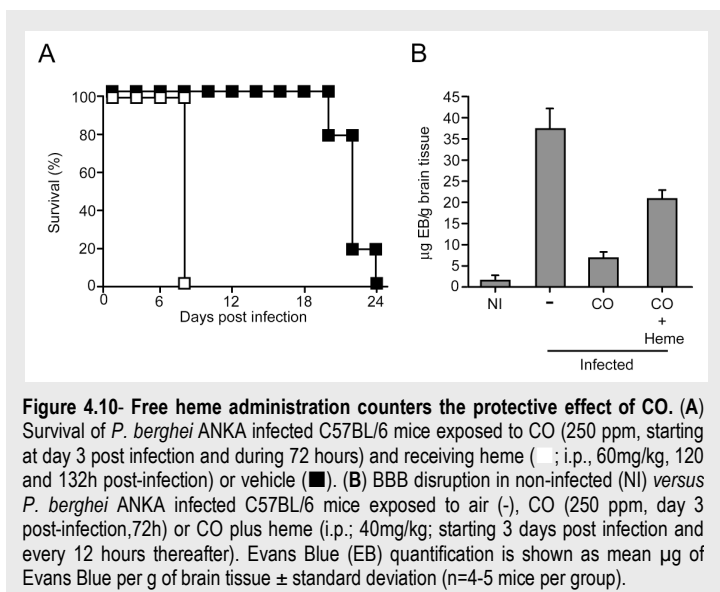 A
B
Survival (%)
100
80
60
40
20
0
0 6 12 18 24
Days post infection
µg EB/g brain tissue
45
40
35
30
25
20
15
10
5
0
NI - CO CO
+
Heme
Infected
Figure 4.10- Free heme administration counters the protective effect of CO. (A)
Survival of P. berghei ANKA infected C57BL/6 mice exposed to CO (250 ppm, starting
at day 3 post infection and during 72 hours) and receiving heme (□; i.p., 60mg/kg, 120
and 132h post-infection) or vehicle (■). (B) BBB disruption in non-infected (NI) versus
P. berghei ANKA infected C57BL/6 mice exposed to air (-), CO (250 ppm, day 3
post-infection,72h) or CO plus heme (i.p.; 40mg/kg; starting 3 days post infection and
every 12 hours thereafter). Evans Blue (EB) quantification is shown as mean µg of
Evans Blue per g of brain tissue ± standard deviation (n=4-5 mice per group).